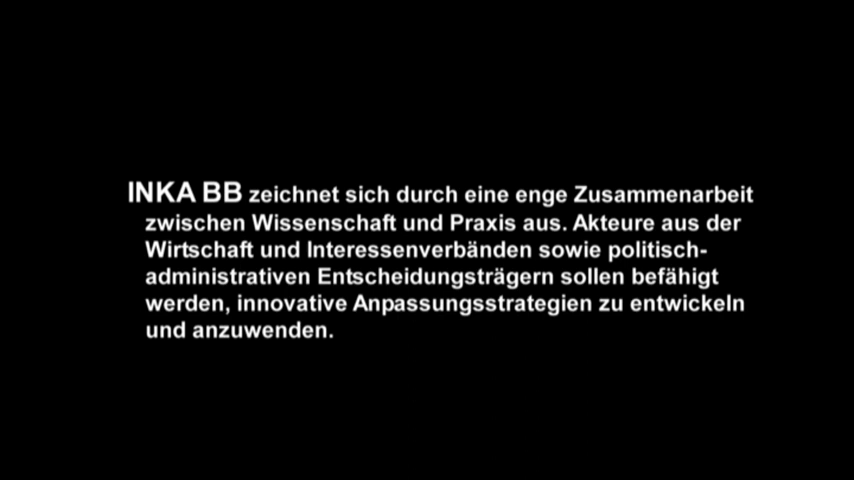 INKA BB zeichnet sich durch eine enge Zusammenarbeit
zwischen Wissenschaft und Praxis aus. Akteure aus der
Wirtschaft und Interessenverbänden sowie politisch-
administrativen Entscheidungsträgern sollen befähigt
werden, innovative Anpassungsstrategien zu entwickeln
und anzuwenden.